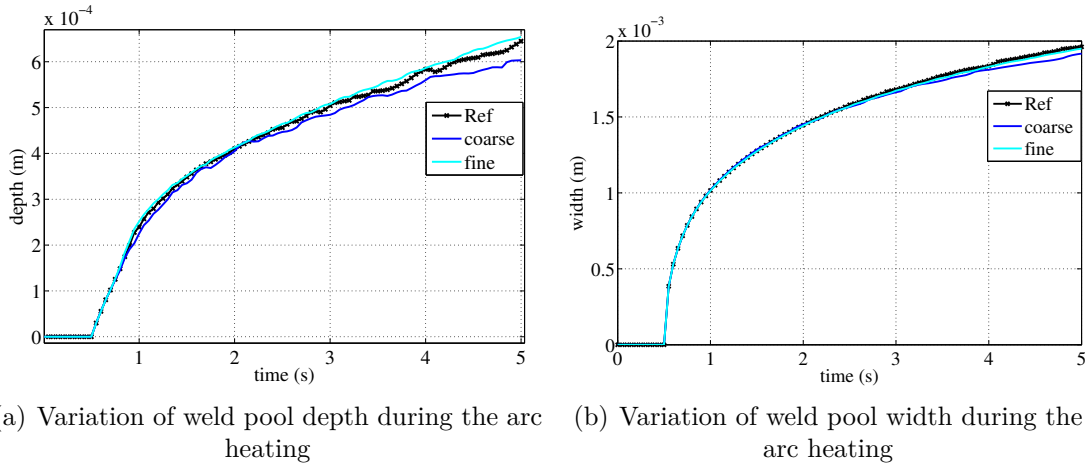 x 10⁻⁴
6
5
4
3
2
1
0
depth (m)
1 2 3 4 5
time (s)
Ref
coarse
fine
x 10⁻³
2
1.5
1
0.5
0
width (m)
0 1 2 3 4 5
time (s)
Ref
coarse
fine
a) Variation of weld pool depth during the arc
heating
(b) Variation of weld pool width during the
arc heating